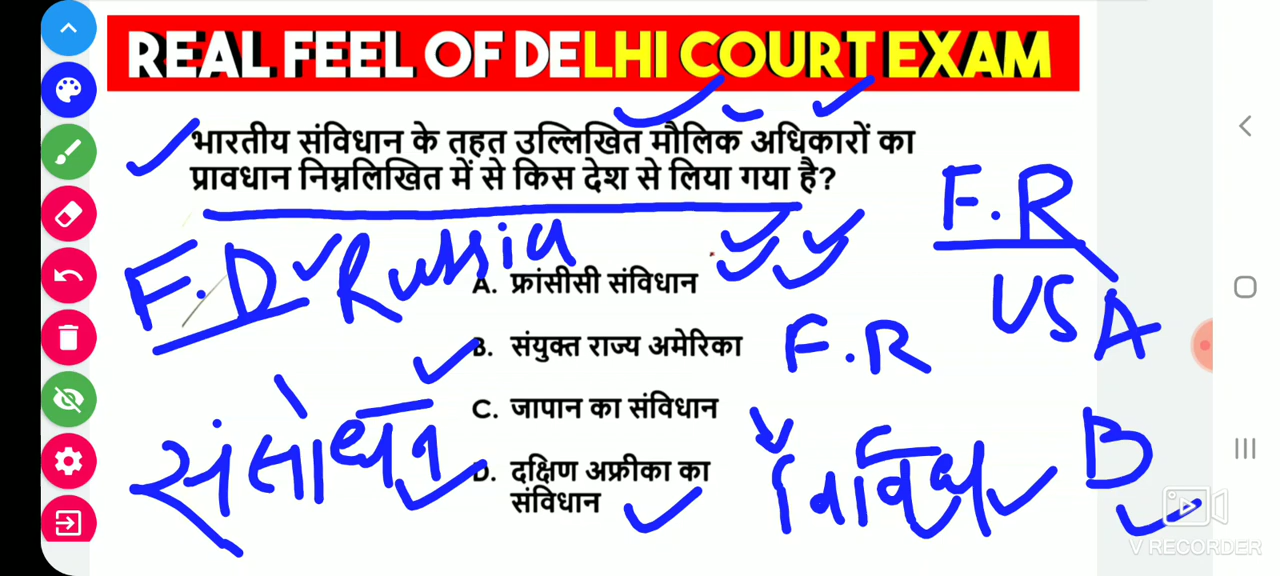 REAL FEEL OF DELHI COURT EXAM
भारतीय संविधान के तहत उल्लिखित मौलिक अधिकारों का
प्रावधान निम्नलिखित में से किस देश से लिया गया है?
F.R
USA
F.D Russia
A. फ्रांसीसी संविधान
B. संयुक्त राज्य अमेरिका
F.R
C. जापान का संविधान
D. दक्षिण अफ्रीका का
संविधान
B
V RECORDER